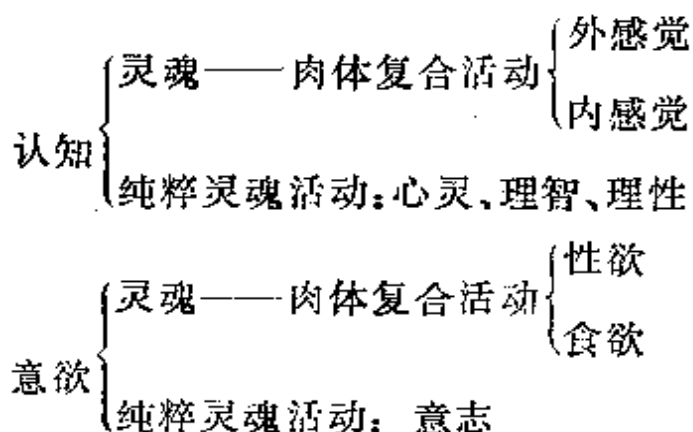 外感觉
灵魂——肉体复合活动
内感觉
认知
纯粹灵魂活动:心灵、理智、理性
性欲
灵魂——肉体复合活动
食欲
意欲
纯粹灵魂活动: 意志